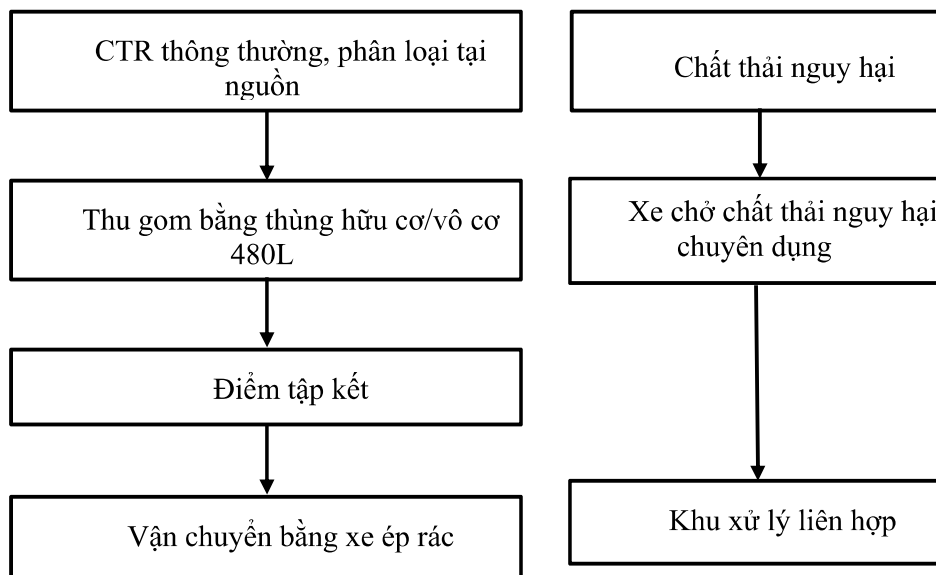 CTR thông thường, phân loại tại
nguồn
Thu gom bằng thùng hữu cơ/vô cơ
480L
Điểm tập kết
Vận chuyển bằng xe ép rác
Chất thải nguy hại
Xe chở chất thải nguy hại
chuyên dụng
Khu xử lý liên hợp